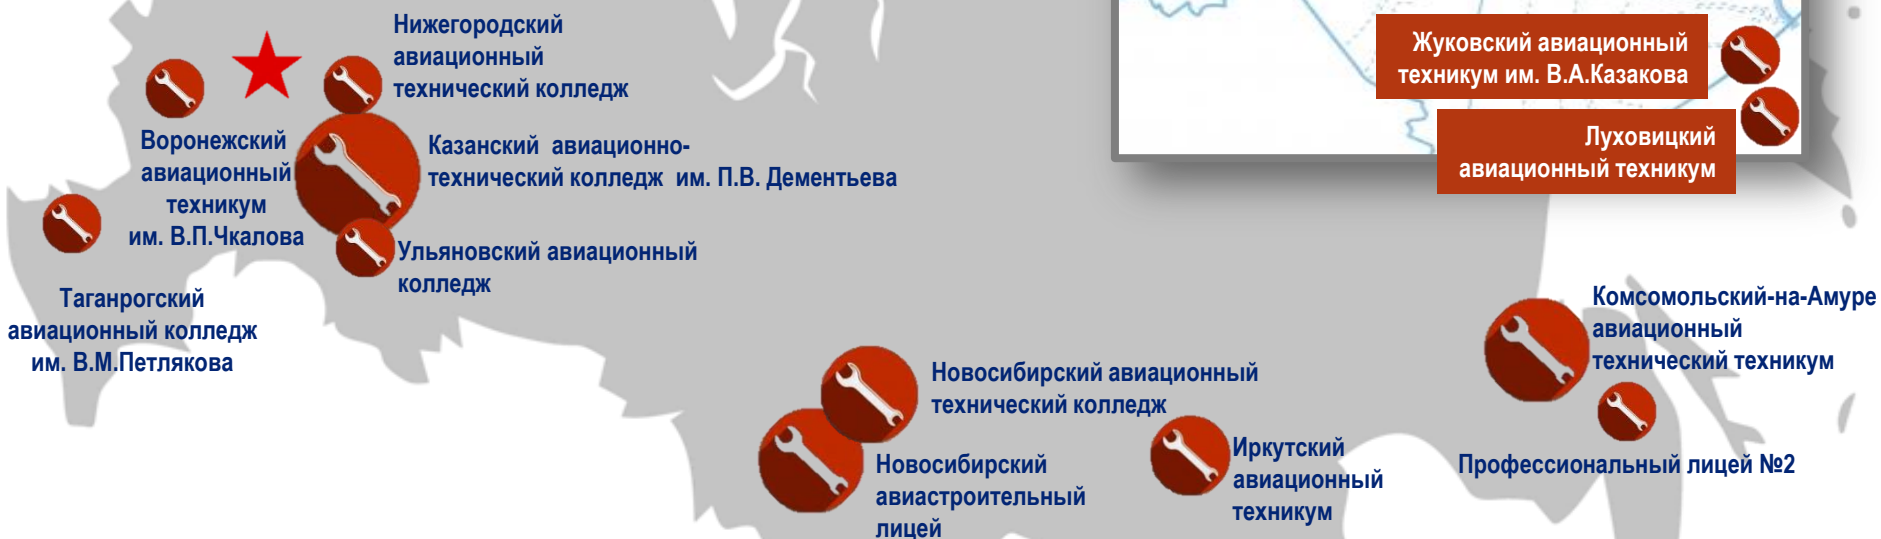 Нижегородский
авиационный
технический колледж
Жуковский авиационный
техникум им. В.А.Казакова
Луховицкий
авиационный техникум
Воронежский
авиационный
техникум
им. В.П.Чкалова
Казанский авиационно-
технический колледж им. П.В. Дементьева
Ульяновский авиационный
колледж
Таганрогский
авиационный колледж
им. В.М.Петлякова
Комсомольский-на-Амуре
авиационный
технический техникум
Новосибирский авиационный
технический колледж
Новосибирский
авиастроительный
лицей
Иркутский
авиационный
техникум
Профессиональный лицей №2